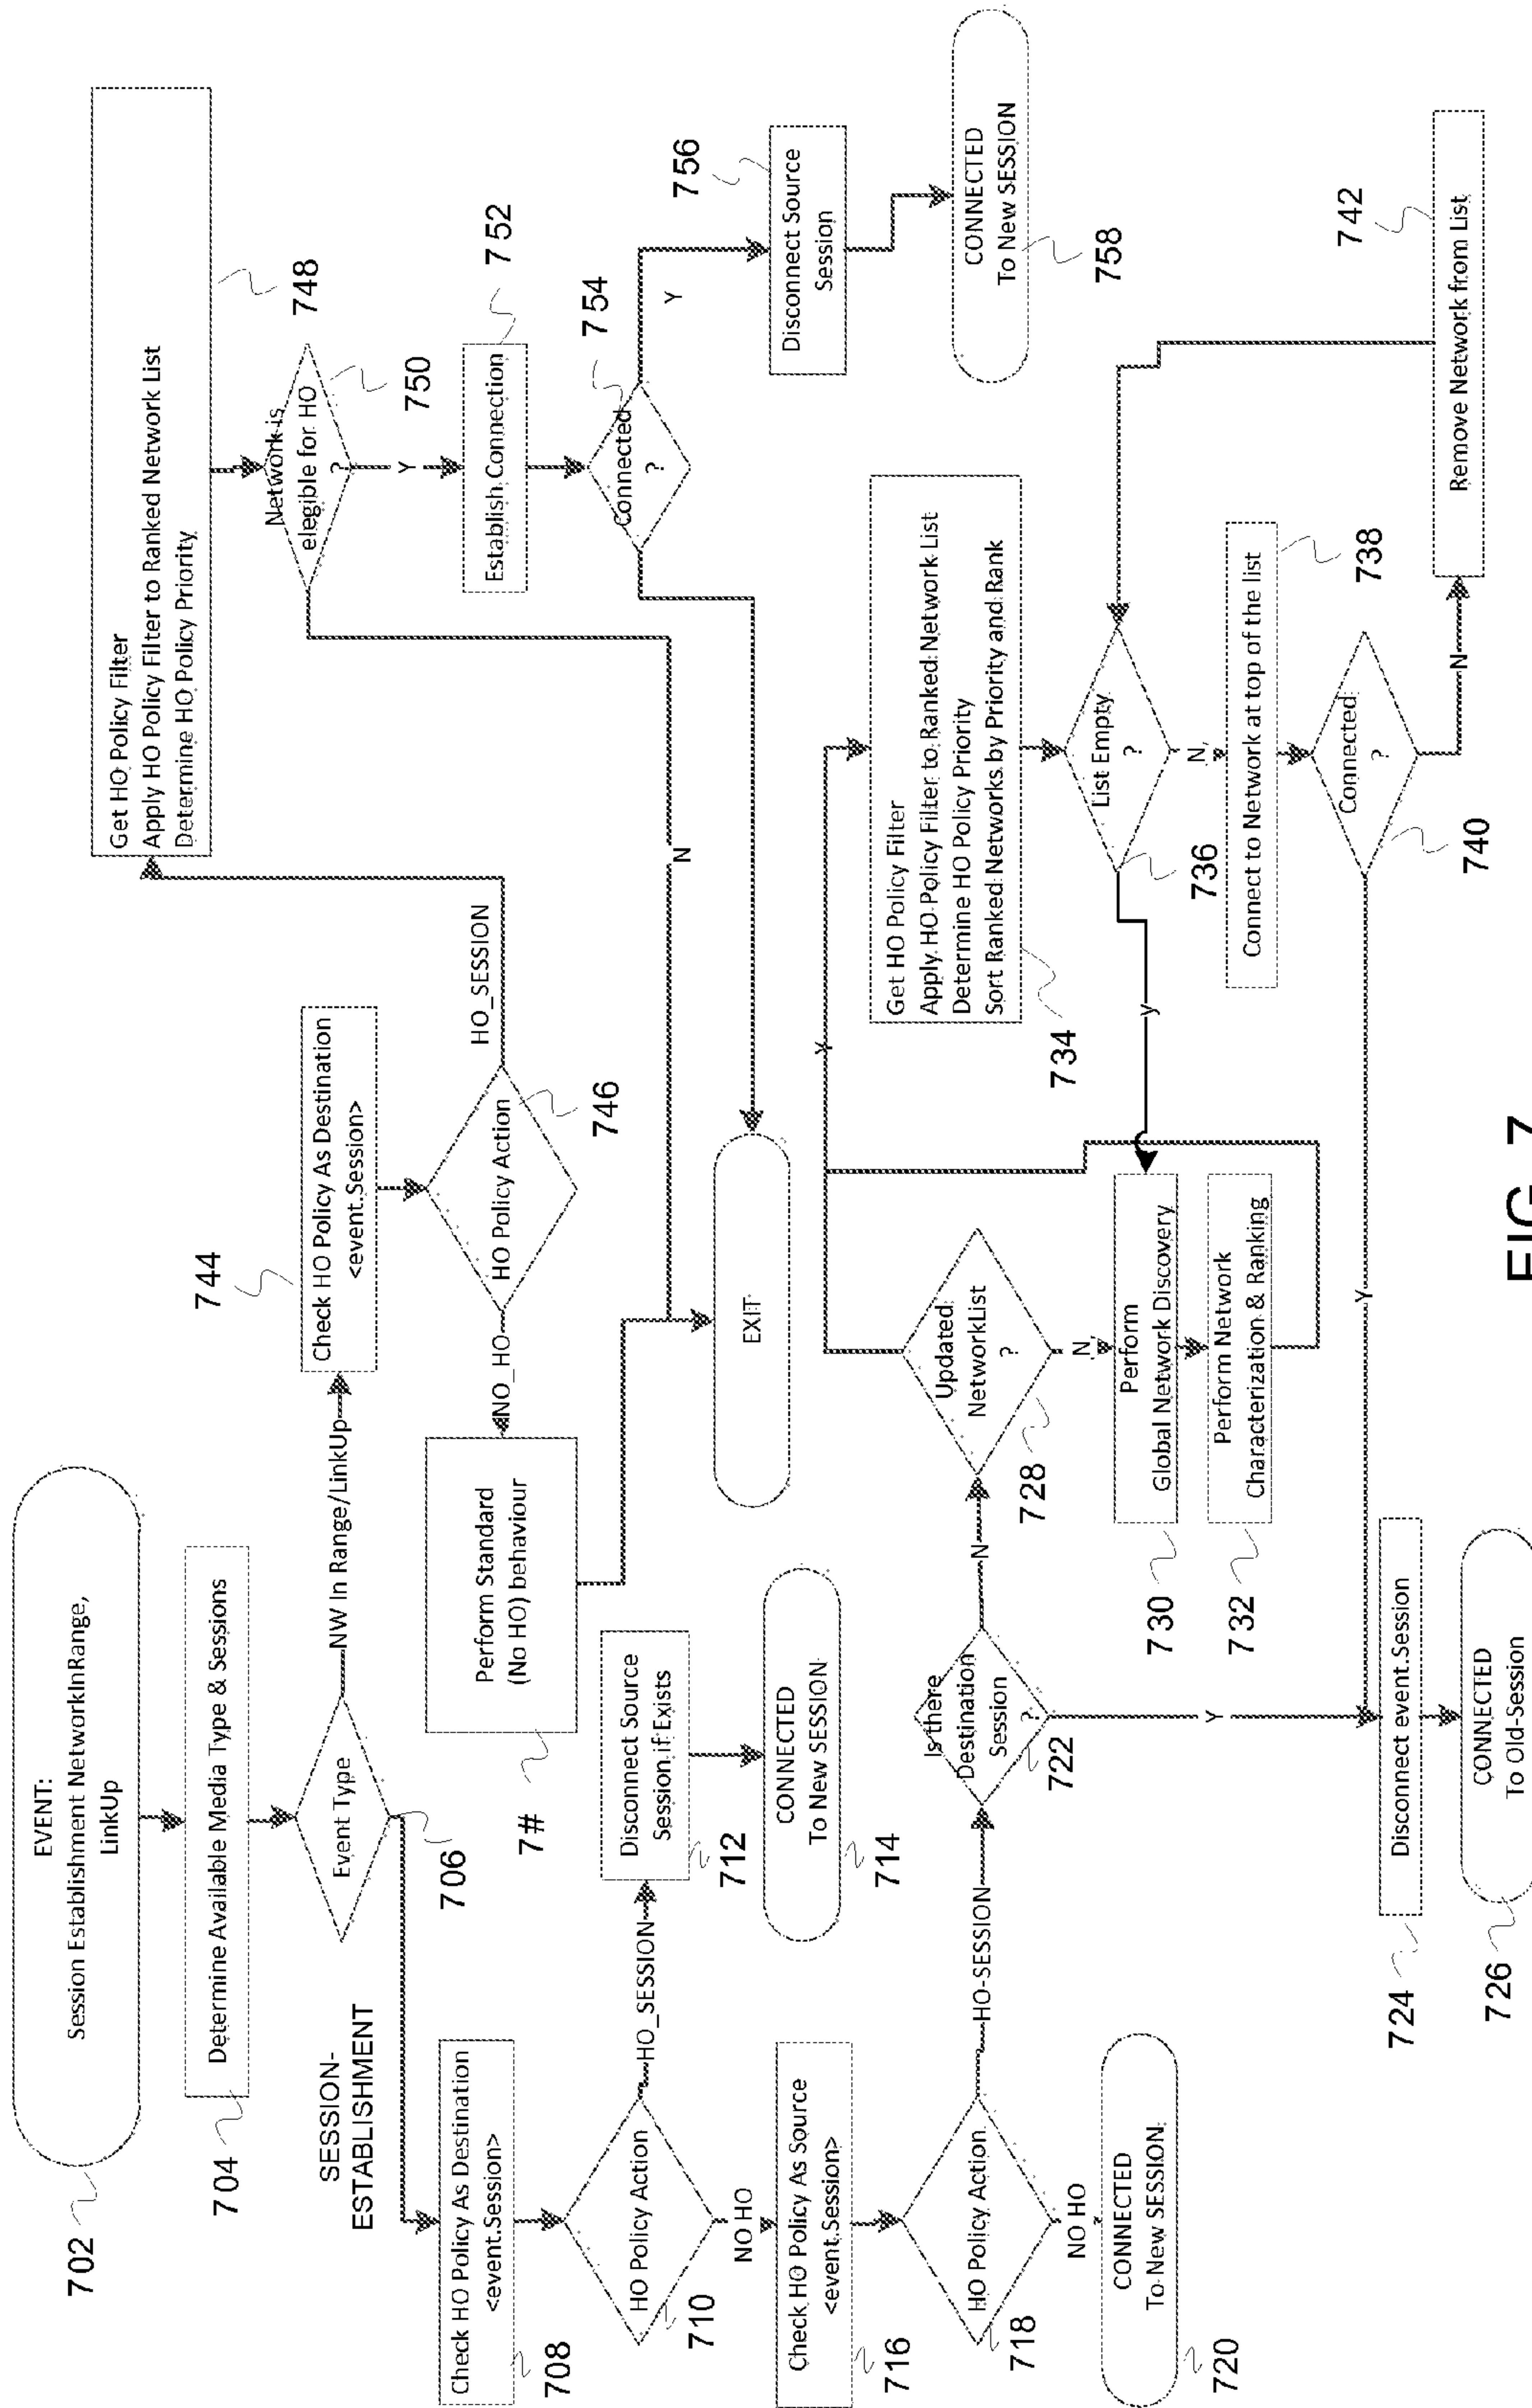 EVENT:
Session Establishment NetworkInRange,
LinkUp
702
Determine Available Media Type & Sessions
704
Event Type
706
NW In Range/LinkUp
SESSION-
ESTABLISHMENT
Check HO Policy As Destination
<event.Session>
708
HO Policy Action
710
HO_SESSION
Disconnect Source
Session if Exists
712
CONNECTED
To New SESSION
714
NO HO
Check HO Policy As Source
<event.Session>
716
HO Policy Action
718
HO-SESSION
NO HO
CONNECTED
To New SESSION
720
Is there
Destination
Session
?
722
Y
Disconnect event.Session
724
CONNECTED
To Old-Session
726
N
Updated
NetworkList
?
728
Y
N
Perform
Global Network Discovery
730
Perform Network
Characterization & Ranking
732
Get HO Policy Filter
Apply HO Policy Filter to Ranked Network List
Determine HO Policy Priority
Sort Ranked Networks by Priority and Rank
734
List Empty
?
736
y
N
Connect to Network at top of the list
738
Connected
?
740
Y
N
Remove Network from List
742
Check HO Policy As Destination
<event.Session>
744
HO Policy Action
746
NO_HO
Perform Standard
(No HO) behaviour
7#
EXIT
HO_SESSION
Get HO Policy Filter
Apply HO Policy Filter to Ranked Network List
Determine HO Policy Priority
748
Network is
elegible for HO
?
750
N
Y
Establish Connection
752
Connected
?
754
Y
Disconnect Source
Session
756
CONNECTED
To New SESSION
758
FIG. 7